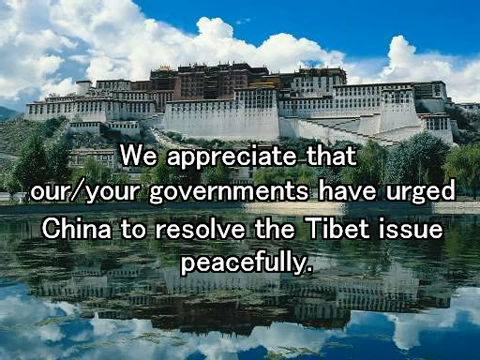 We appreciate that
our/your governments have urged
China to resolve the Tibet issue
peacefully.